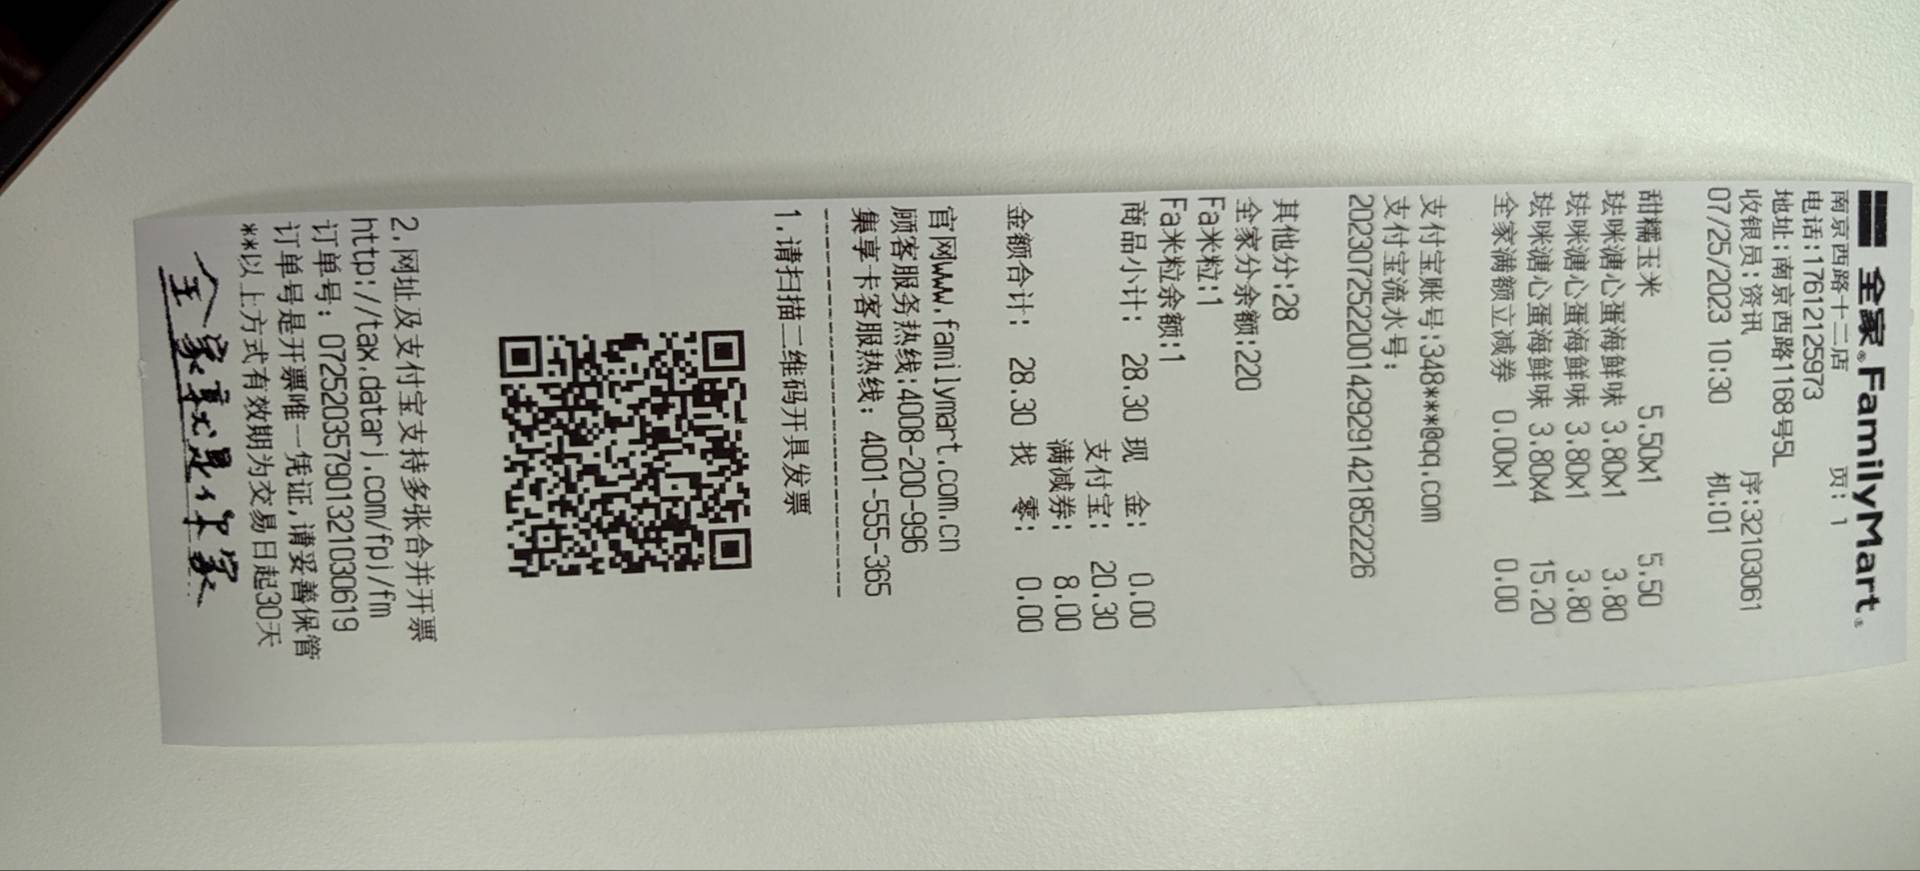 全家®FamilyMart®
南京西路十二店 页: 1
电话:17612125973
地址:南京西路1168号5L
收银员:资讯 序:32103061
07/25/2023 10:30 机:01
甜糯玉米 5.50x1 5.50
珐咪溏心蛋海鲜味 3.80x1 3.80
珐咪溏心蛋海鲜味 3.80x1 3.80
珐咪溏心蛋海鲜味 3.80x4 15.20
全家满额立减券 0.00x1 0.00
支付宝账号:348***@qq.com
支付宝流水号:
2023072522001429291421852226
其他分:28
全家分余额:220
Fa米粒:1
Fa米粒余额:1
商品小计: 28.30 现 金: 0.00
支付宝: 20.30
满减券: 8.00
金额合计: 28.30 找 零: 0.00
官网www.familymart.com.cn
顾客服务热线:4008-200-996
集享卡客服热线: 4001-555-365
--------------------------------
1.请扫描二维码开具发票
2.网址及支付宝支持多张合并开票
http://tax.datarj.com/fpj/fm
订单号: 07252035790132103061​9
订单号是开票唯一凭证,请妥善保管
**以上方式有效期为交易日起30天
全家就是你家